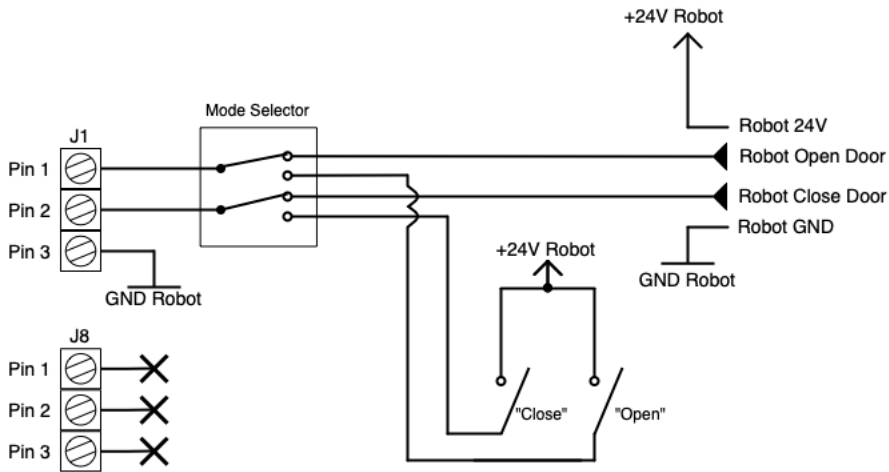 +24V Robot
Mode Selector
J1
Robot 24V
Pin 1
Robot Open Door
Pin 2
Robot Close Door
Pin 3
Robot GND
+24V Robot
GND Robot
GND Robot
J8
Pin 1
Pin 2
"Close"
"Open"
Pin 3